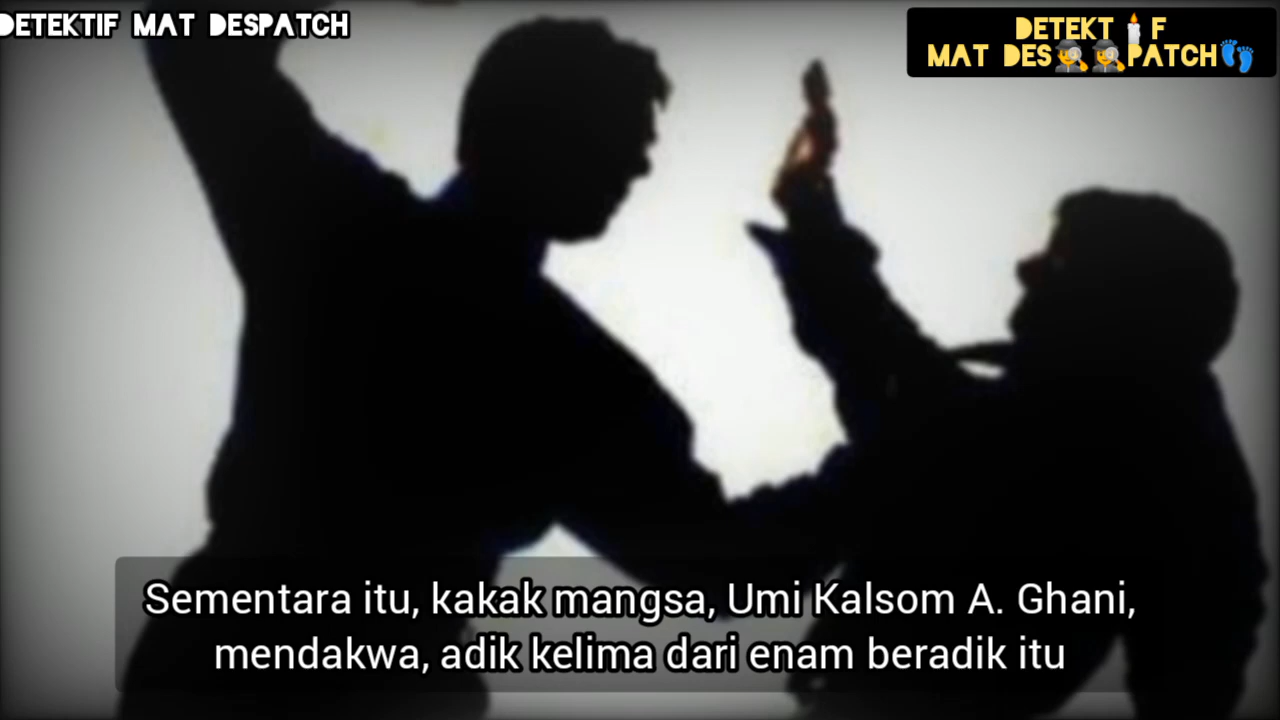 DETEKTIF MAT DESPATCH
DETEKT🕯️F
MAT DES🕵️🕵️PATCH👣
Sementara itu, kakak mangsa, Umi Kalsom A. Ghani,
mendakwa, adik kelima dari enam beradik itu